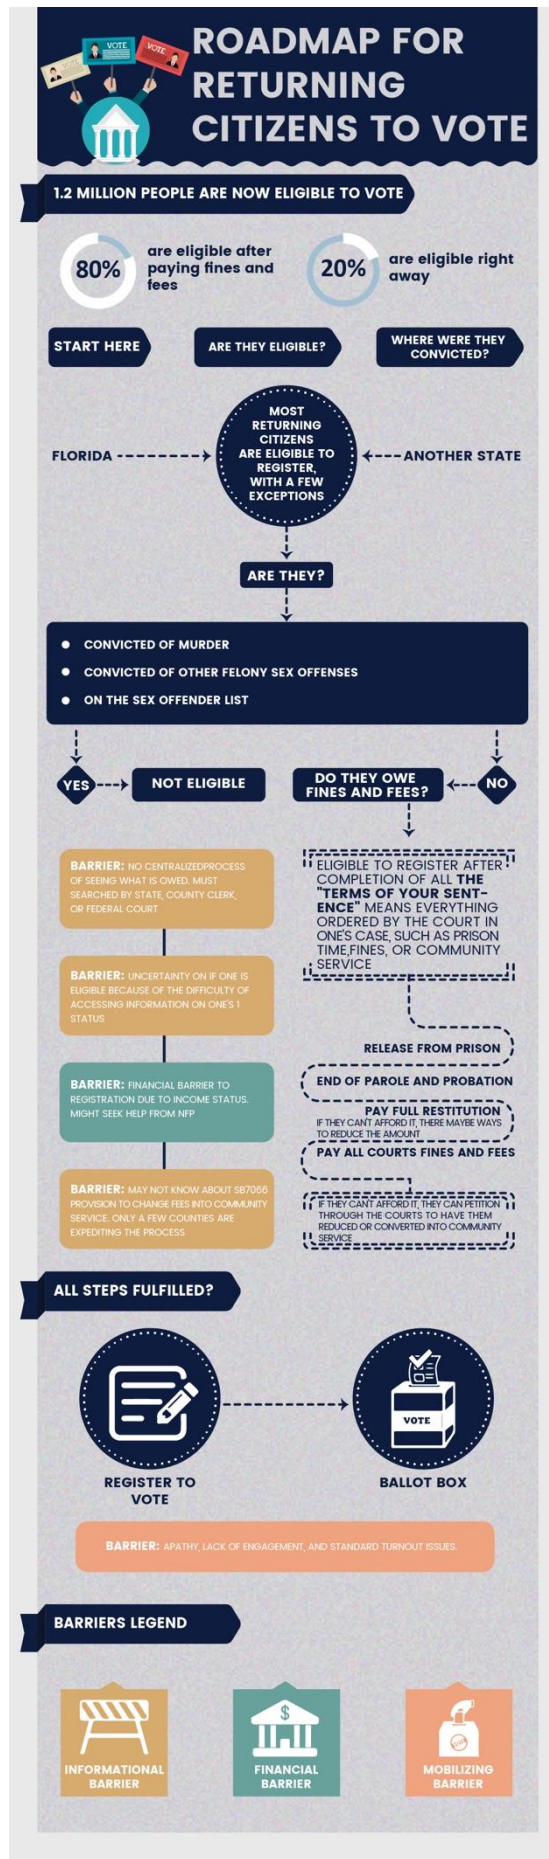 VOTE
VOTE
VOTE
ROADMAP FOR
RETURNING
CITIZENS TO VOTE
1.2 MILLION PEOPLE ARE NOW ELIGIBLE TO VOTE
80%
are eligible after
paying fines and
fees
20%
are eligible right
away
START HERE
ARE THEY ELIGIBLE?
WHERE WERE THEY
CONVICTED?
FLORIDA
MOST
RETURNING
CITIZENS
ARE ELIGIBLE TO
REGISTER,
WITH A FEW
EXCEPTIONS
ANOTHER STATE
ARE THEY?
• CONVICTED OF MURDER
• CONVICTED OF OTHER FELONY SEX OFFENSES
• ON THE SEX OFFENDER LIST
YES
NOT ELIGIBLE
DO THEY OWE
FINES AND FEES?
NO
BARRIER: NO CENTRALIZEDPROCESS
OF SEEING WHAT IS OWED. MUST
SEARCHED BY STATE, COUNTY CLERK,
OR FEDERAL COURT
BARRIER: UNCERTAINTY ON IF ONE IS
ELIGIBLE BECAUSE OF THE DIFFICULTY OF
ACCESSING INFORMATION ON ONE'S 1
STATUS
BARRIER: FINANCIAL BARRIER TO
REGISTRATION DUE TO INCOME STATUS.
MIGHT SEEK HELP FROM NFP
BARRIER: MAY NOT KNOW ABOUT SB7066
PROVISION TO CHANGE FEES INTO COMMUNITY
SERVICE. ONLY A FEW COUNTIES ARE
EXPEDITING THE PROCESS
ELIGIBLE TO REGISTER AFTER
COMPLETION OF ALL THE
"TERMS OF YOUR SENT-
ENCE" MEANS EVERYTHING
ORDERED BY THE COURT IN
ONE'S CASE, SUCH AS PRISON
TIME,FINES, OR COMMUNITY
SERVICE
RELEASE FROM PRISON
END OF PAROLE AND PROBATION
PAY FULL RESTITUTION
IF THEY CAN'T AFFORD IT, THERE MAYBE WAYS
TO REDUCE THE AMOUNT
PAY ALL COURTS FINES AND FEES
IF THEY CAN'T AFFORD IT, THEY CAN PETITION
THROUGH THE COURTS TO HAVE THEM
REDUCED OR CONVERTED INTO COMMUNITY
SERVICE
ALL STEPS FULFILLED?
VOTE
REGISTER TO
VOTE
BALLOT BOX
BARRIER: APATHY, LACK OF ENGAGEMENT, AND STANDARD TURNOUT ISSUES.
BARRIERS LEGEND
$
INFORMATIONAL
BARRIER
FINANCIAL
BARRIER
MOBILIZING
BARRIER